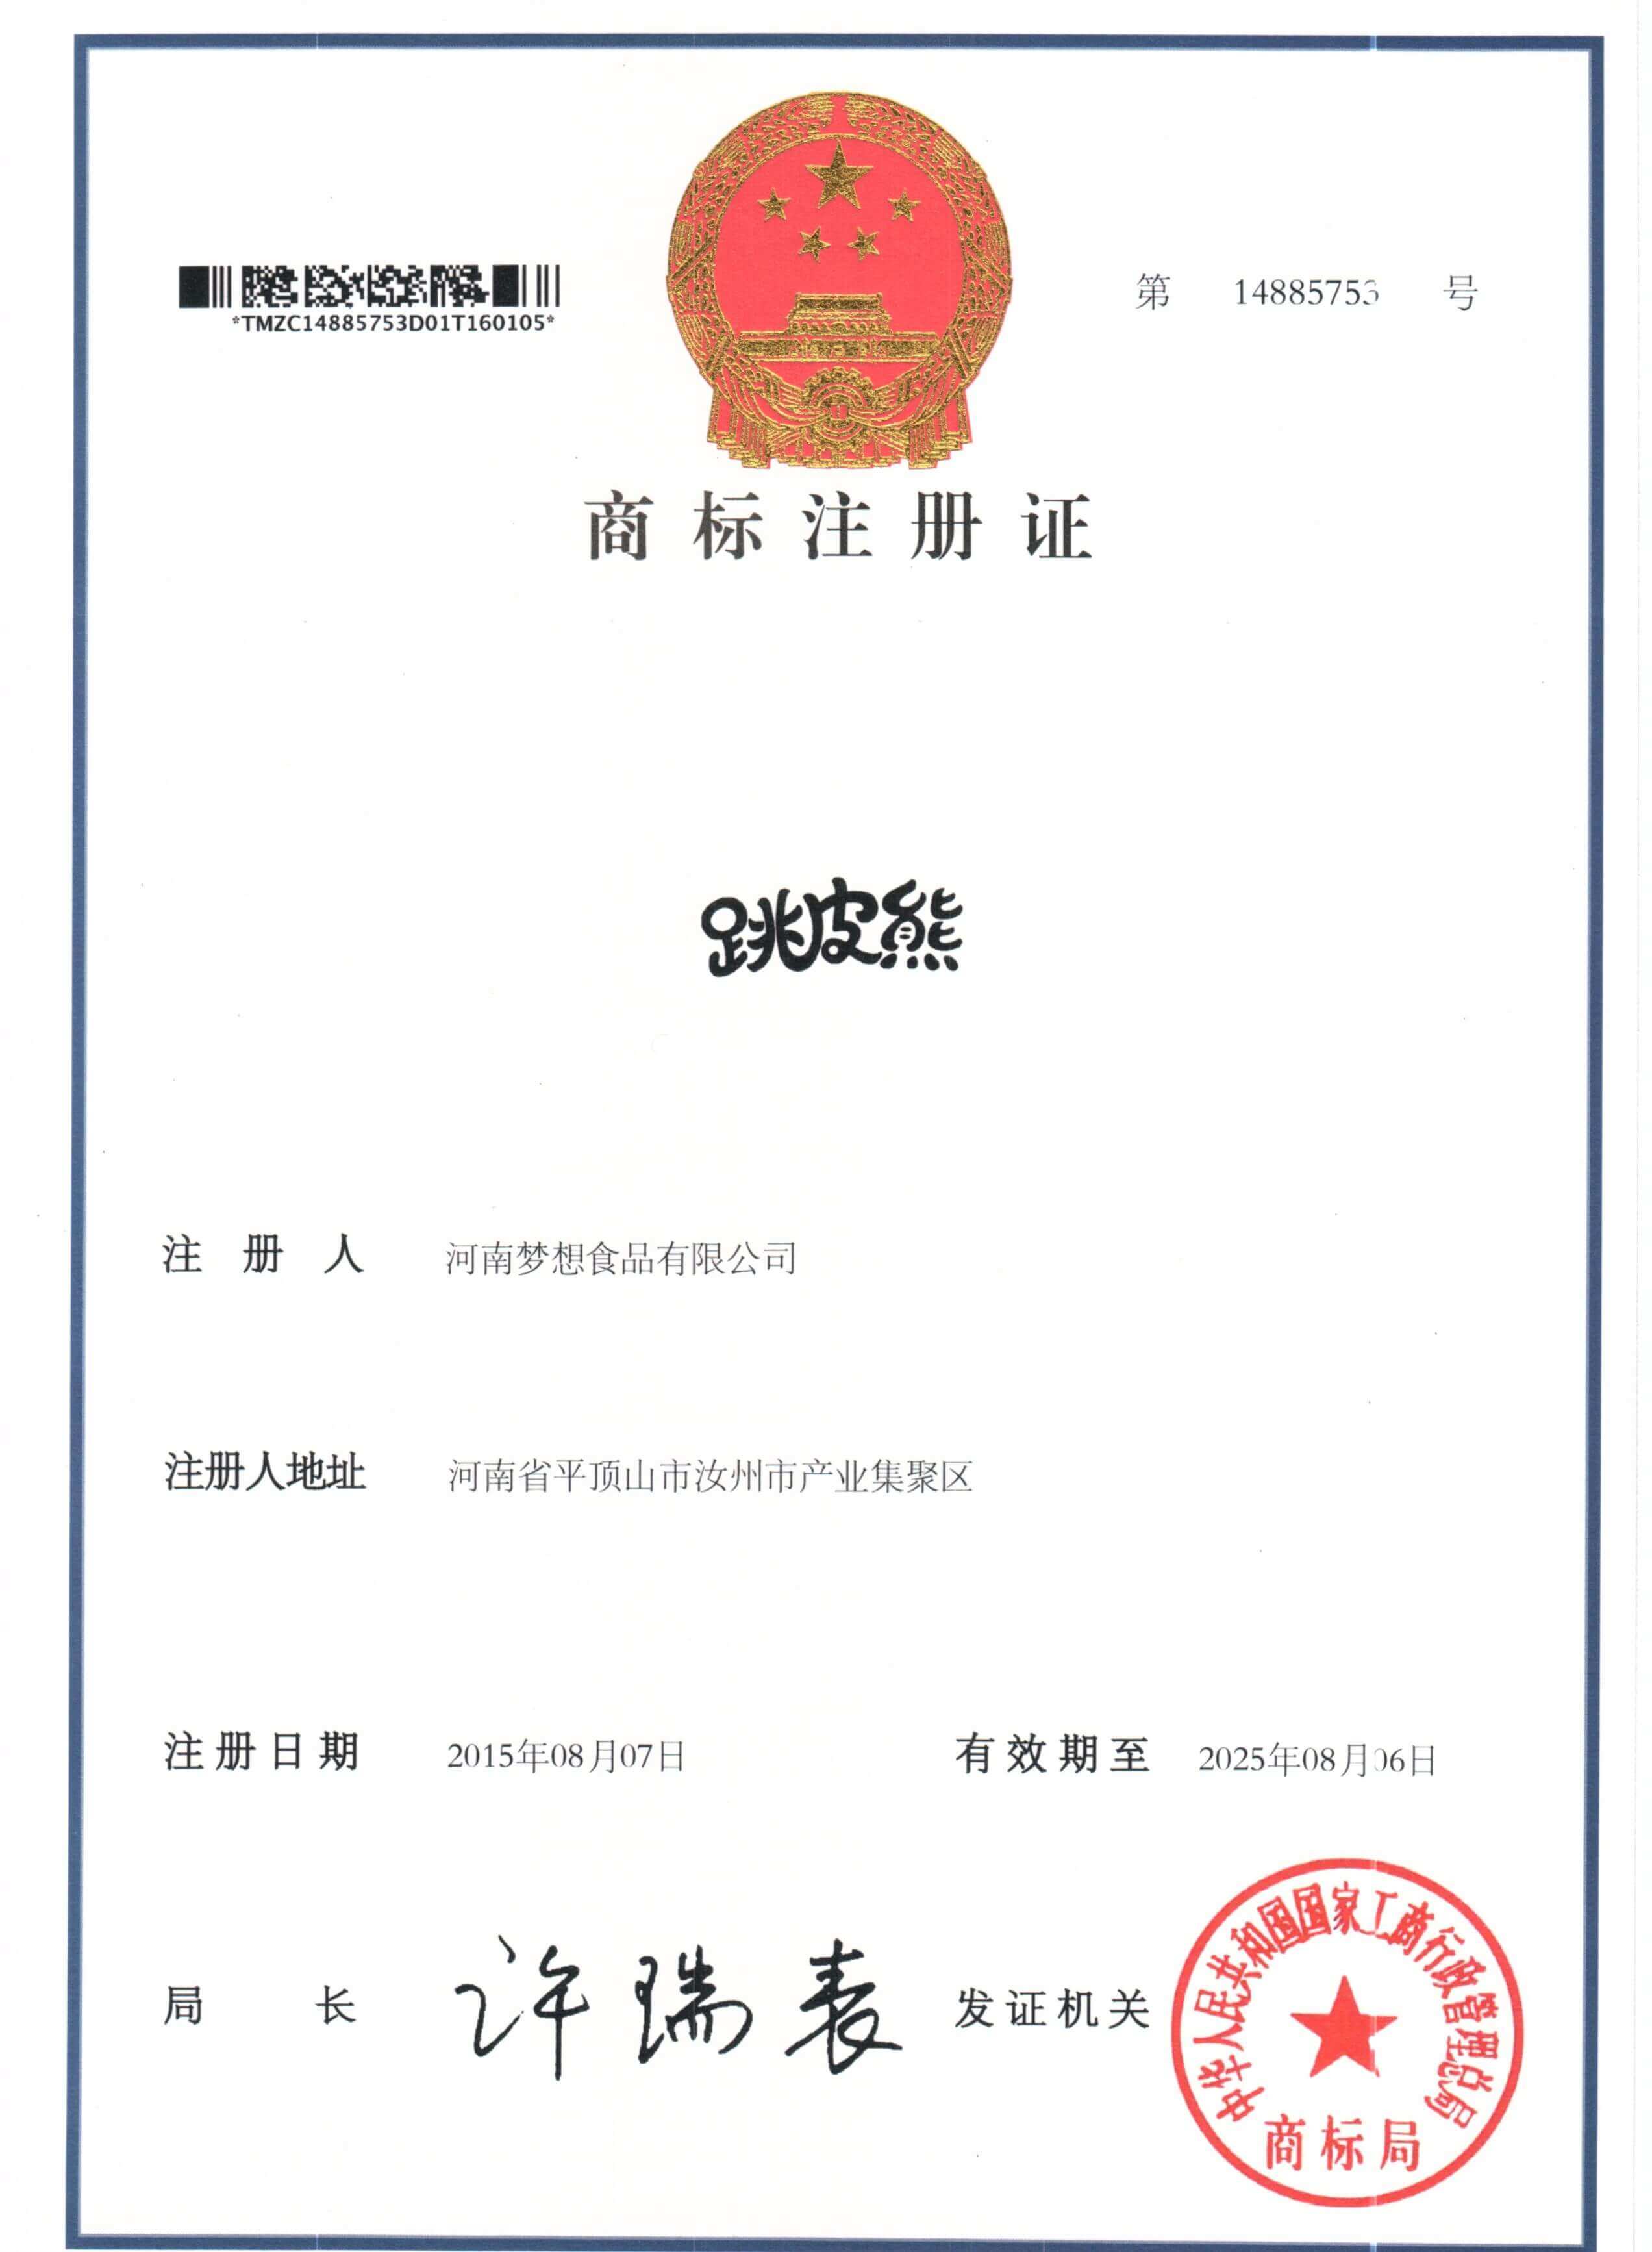 *TMZC14885753D01T160105*
第 14885753 号
商标注册证
跳皮熊
注册人 河南梦想食品有限公司
注册人地址 河南省平顶山市汝州市产业集聚区
注册日期 2015年08月07日 有效期至 2025年08月06日
局长 许瑞表 发证机关
中华人民共和国国家工商行政管理总局
商标局